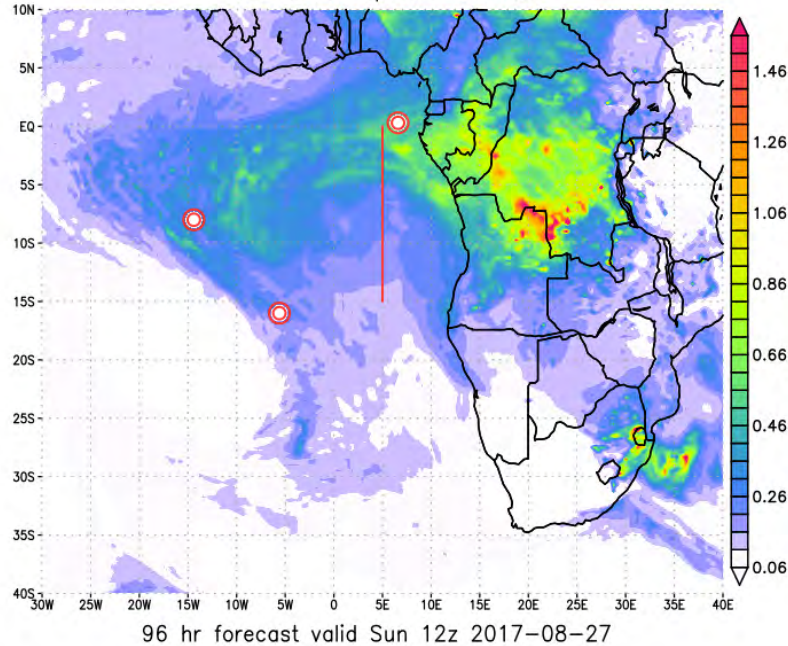 10N
5N
EQ
5S
10S
15S
20S
25S
30S
35S
40S
30W 25W 20W 15W 10W 5W 0 5E 10E 15E 20E 25E 30E 35E 40E
1.46
1.26
1.06
0.86
0.66
0.46
0.26
0.06
96 hr forecast valid Sun 12z 2017-08-27